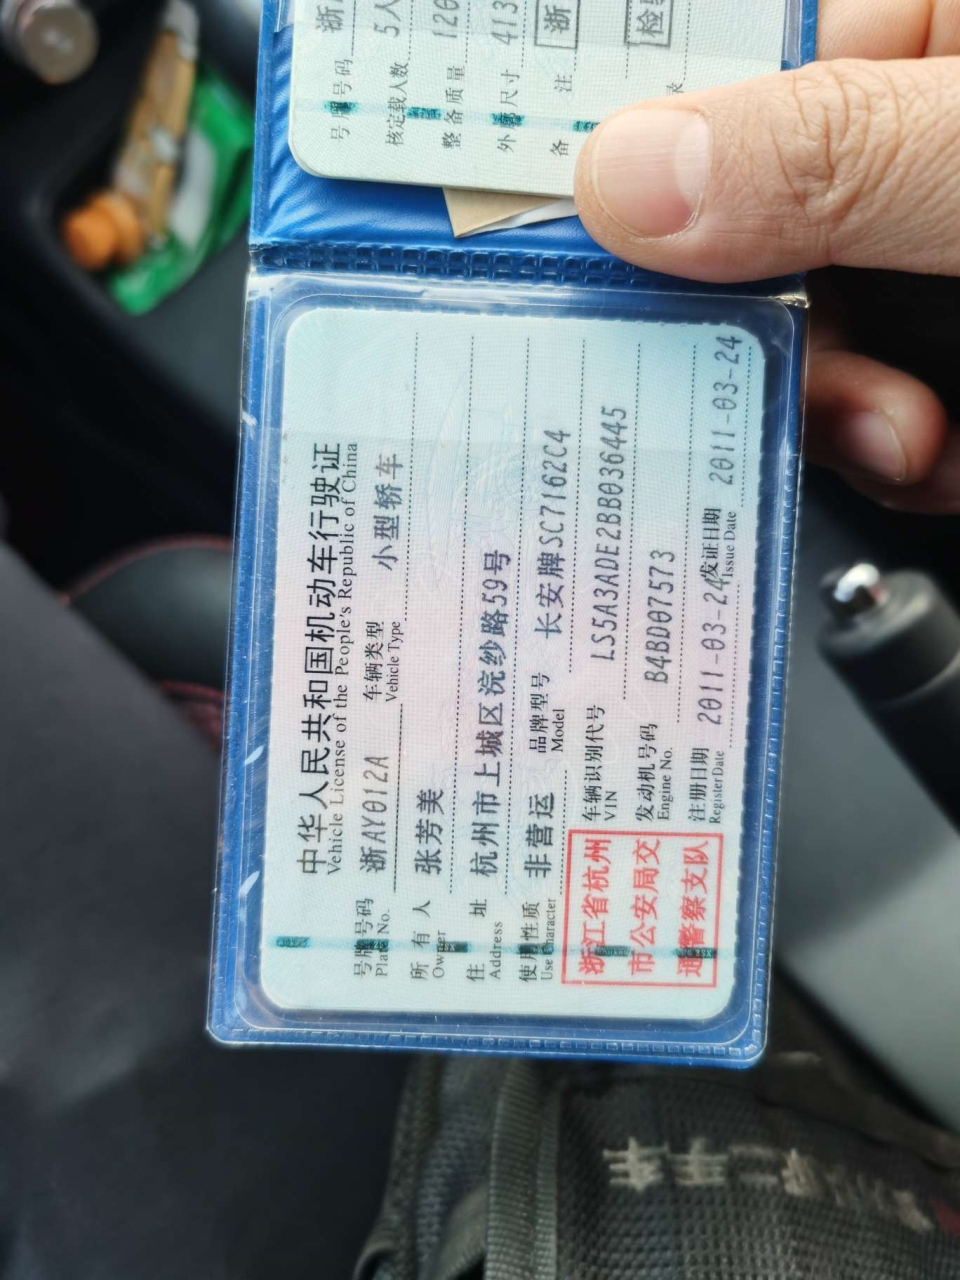 中华人民共和国机动车行驶证
Vehicle License of the People's Republic of China
号牌号码 浙AY012A 车辆类型 小型轿车
Plate No. Vehicle Type
所有人 张芳美
Owner
住址 杭州市上城区浣纱路59号
Address
使用性质 非营运 品牌型号 长安牌SC7162C4
Use Character Model
浙江省杭州
市公安局交
通警察支队
车辆识别代号 LS5A3ADE2BB036445
VIN
发动机号码 B4BD07573
Engine No.
注册日期 2011-03-24 发证日期 2011-03-24
Register Date Issue Date
号牌号码 浙
核定载人数 5人
整备质量 120
外廓尺寸 413
备注 浙
检
录